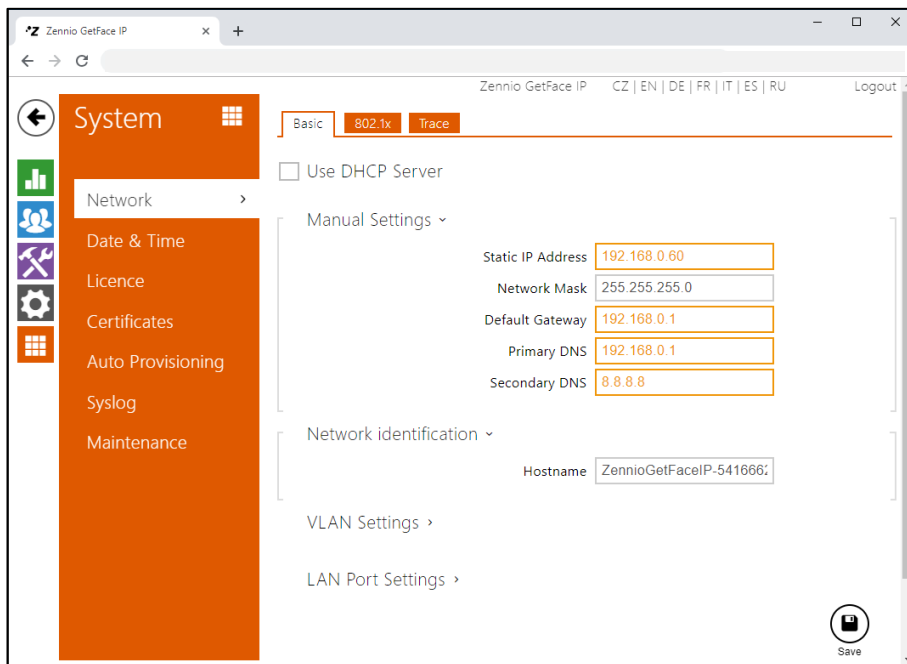 Zennio GetFace IP
Zennio GetFace IP CZ | EN | DE | FR | IT | ES | RU Logout
System
Basic 802.1x Trace
Use DHCP Server
Network
Date & Time
Licence
Certificates
Auto Provisioning
Syslog
Maintenance
Manual Settings
Static IP Address 192.168.0.60
Network Mask 255.255.255.0
Default Gateway 192.168.0.1
Primary DNS 192.168.0.1
Secondary DNS 8.8.8.8
Network identification
Hostname ZennioGetFaceIP-541666
VLAN Settings
LAN Port Settings
Save